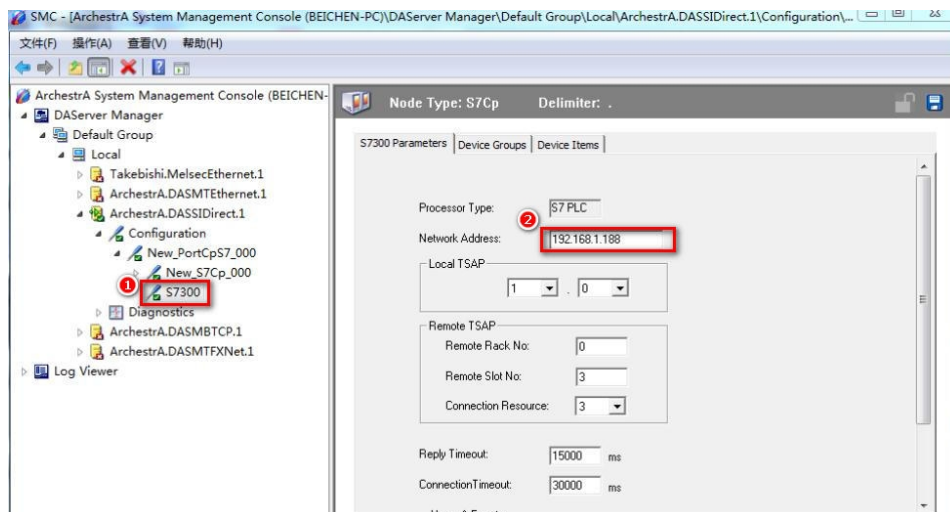 SMC - [ArchestrA System Management Console (BEICHEN-PC)\DAServer Manager\Default Group\Local\ArchestrA.DASSIDirect.1\Configuration\...
文件(F) 操作(A) 查看(V) 帮助(H)
ArchestrA System Management Console (BEICHEN-
DAServer Manager
Default Group
Local
Takebishi.MelsecEthernet.1
ArchestrA.DASMTEthernet.1
ArchestrA.DASSIDirect.1
Configuration
New_PortCpS7_000
New_S7Cp_000
1
S7300
Diagnostics
ArchestrA.DASMBTCP.1
ArchestrA.DASMTFXNet.1
Log Viewer
Node Type: S7Cp Delimiter: .
S7300 Parameters Device Groups Device Items
Processor Type: S7 PLC
2
Network Address: 192.168.1.188
Local TSAP
1 . 0
Remote TSAP
Remote Rack No: 0
Remote Slot No: 3
Connection Resource: 3
Reply Timeout: 15000 ms
ConnectionTimeout: 30000 ms